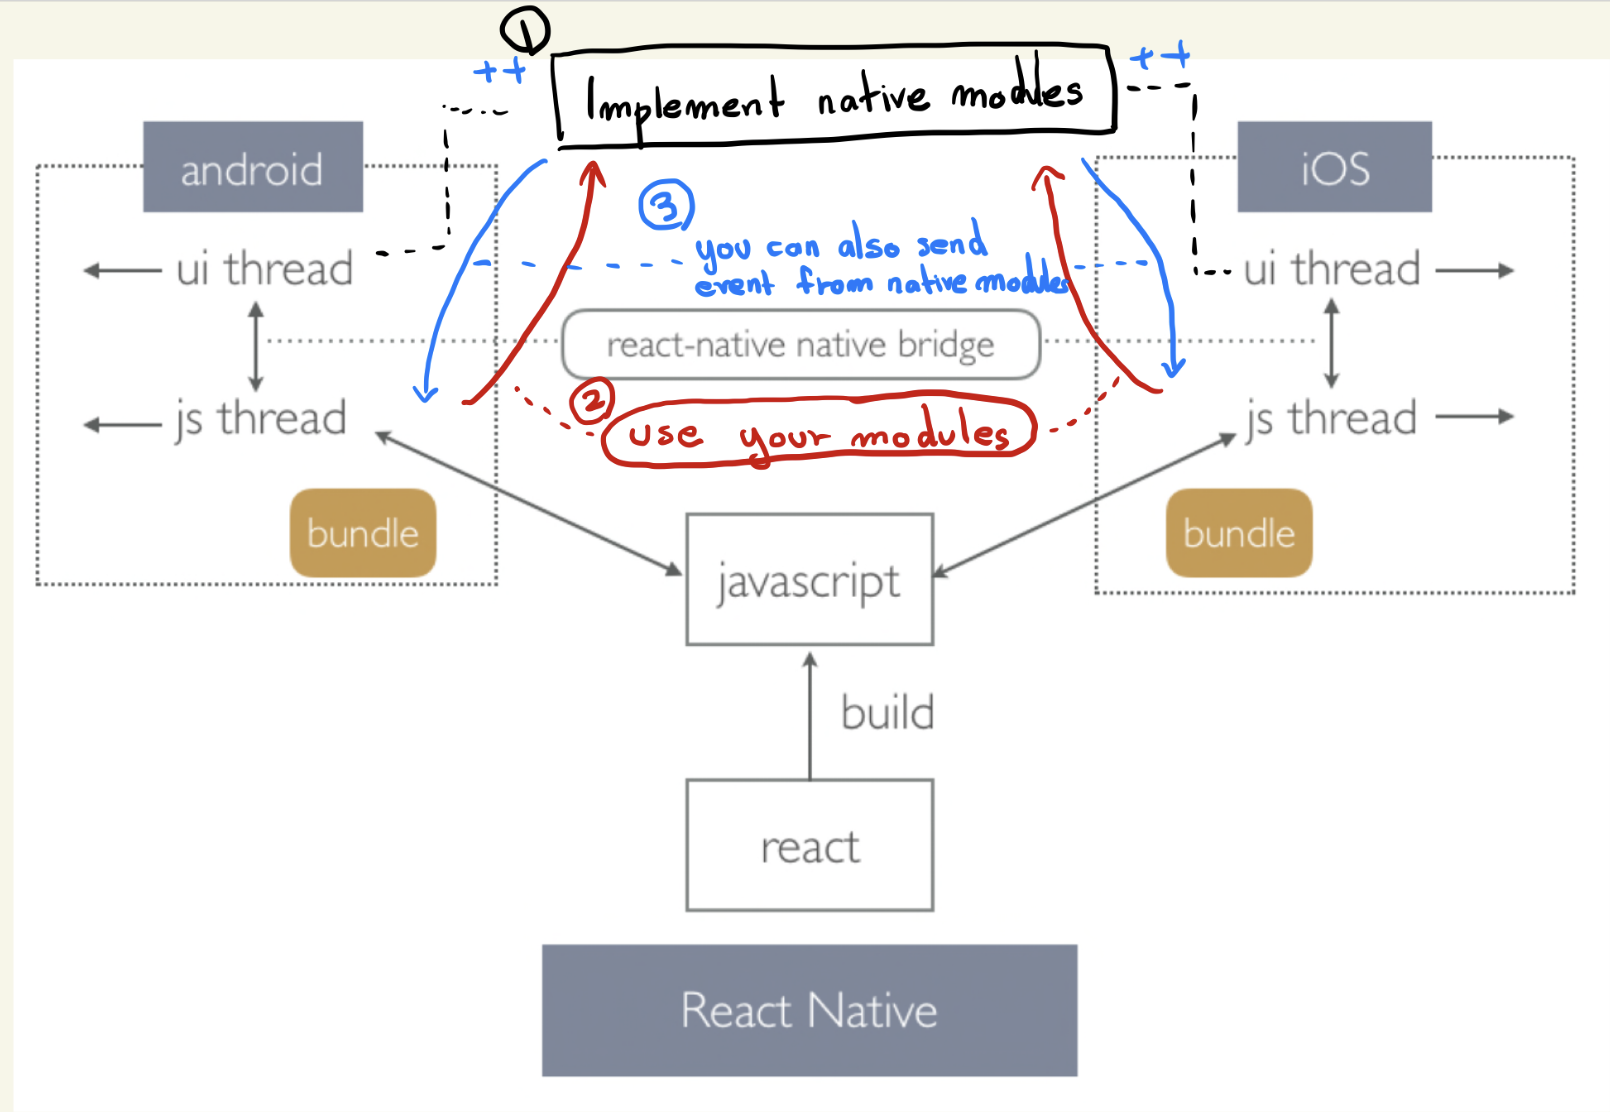 1
++
Implement native modules
++
android
iOS
3
you can also send
event from native modules
ui thread
ui thread
react-native native bridge
2
use your modules
js thread
js thread
bundle
bundle
javascript
build
react
React Native